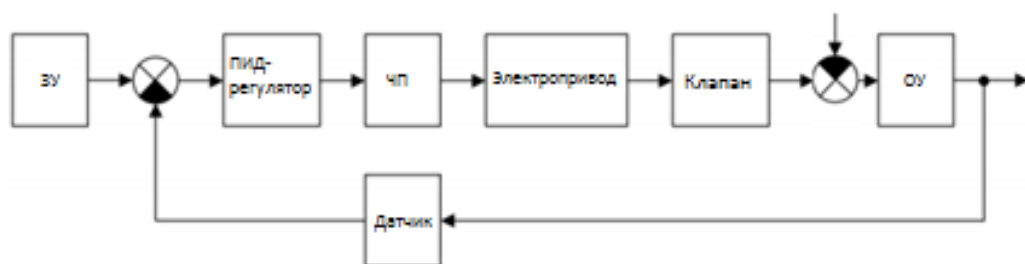 ЗУ
ПИД-
регулятор
ЧП
Электропривод
Клапан
ОУ
Датчик